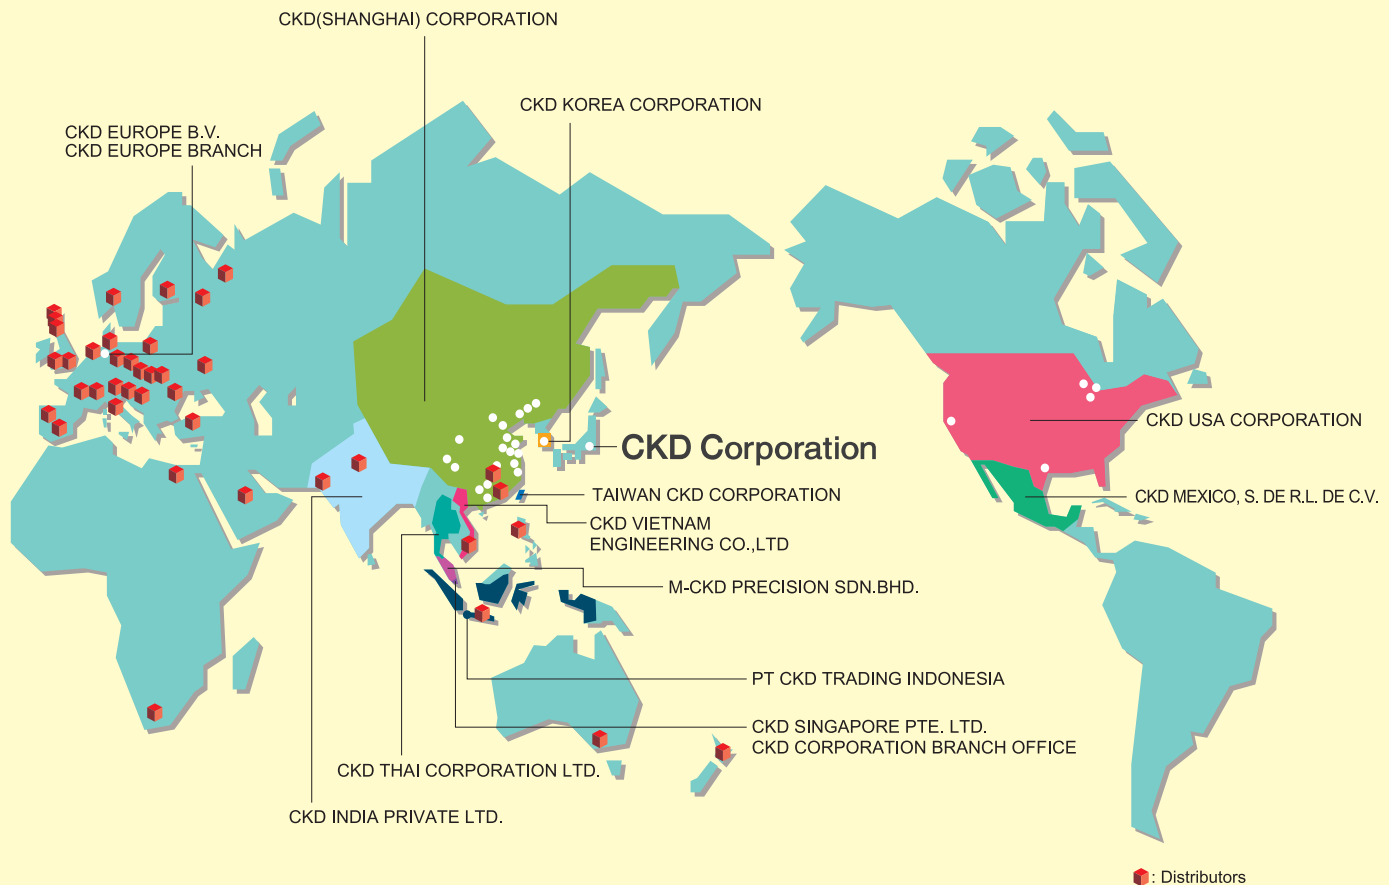 CKD(SHANGHAI) CORPORATION
CKD KOREA CORPORATION
CKD EUROPE B.V.
CKD EUROPE BRANCH
CKD USA CORPORATION
CKD Corporation
TAIWAN CKD CORPORATION
CKD MEXICO, S. DE R.L. DE C.V.
CKD VIETNAM
ENGINEERING CO.,LTD
M-CKD PRECISION SDN.BHD.
PT CKD TRADING INDONESIA
CKD SINGAPORE PTE. LTD.
CKD CORPORATION BRANCH OFFICE
CKD THAI CORPORATION LTD.
CKD INDIA PRIVATE LTD.
: Distributors